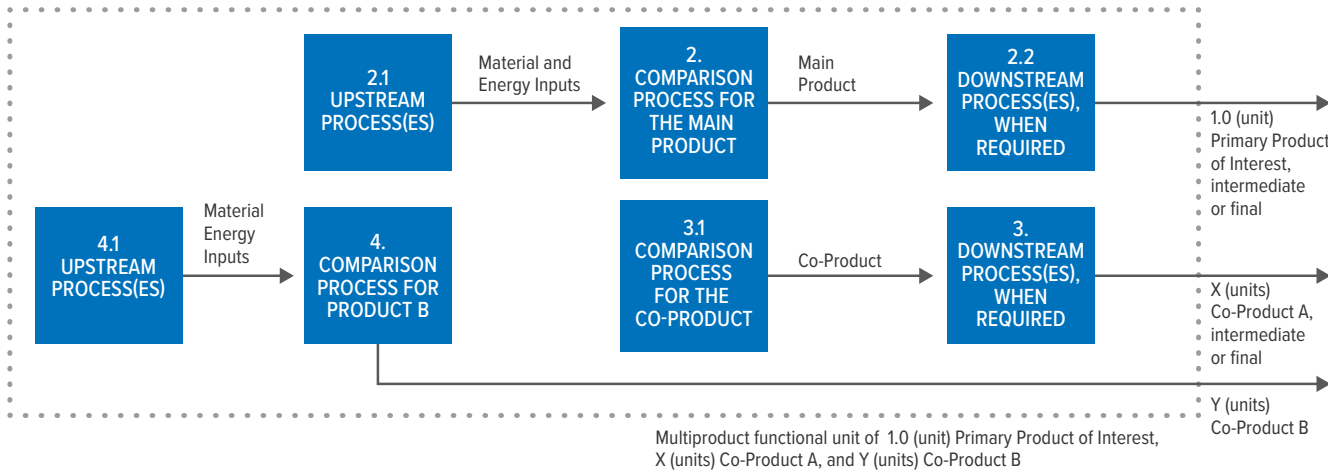 2.1
UPSTREAM
PROCESS(ES)
Material and
Energy Inputs
2.
COMPARISON
PROCESS FOR
THE MAIN
PRODUCT
Main
Product
2.2
DOWNSTREAM
PROCESS(ES),
WHEN
REQUIRED
1.0 (unit)
Primary Product
of Interest,
intermediate
or final
4.1
UPSTREAM
PROCESS(ES)
Material
Energy
Inputs
4.
COMPARISON
PROCESS FOR
PRODUCT B
3.1
COMPARISON
PROCESS
FOR THE
CO-PRODUCT
Co-Product
3.
DOWNSTREAM
PROCESS(ES),
WHEN
REQUIRED
X (units)
Co-Product A,
intermediate
or final
Y (units)
Co-Product B
Multiproduct functional unit of 1.0 (unit) Primary Product of Interest,
X (units) Co-Product A, and Y (units) Co-Product B